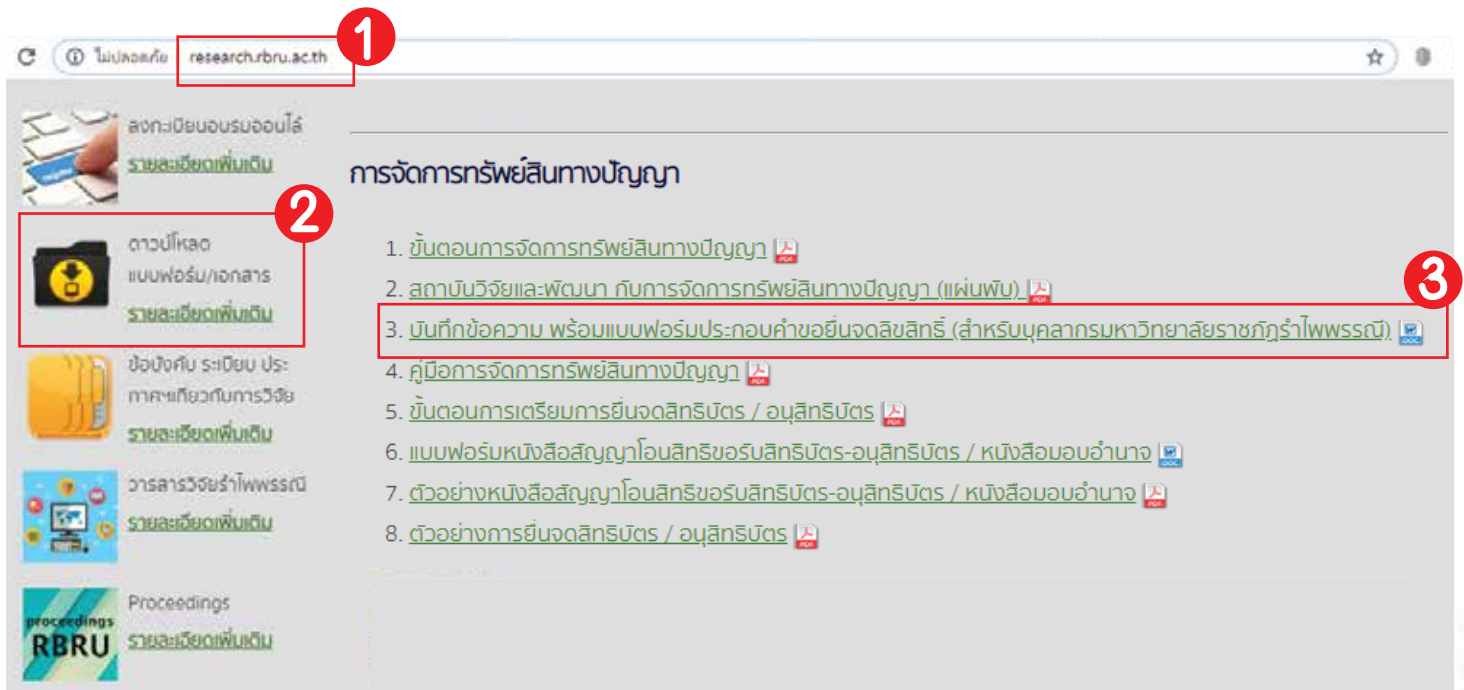 1
ไม่ปลอดภัย research.rbru.ac.th
ลงทะเบียนอบรมออนไล์
รายละเอียดเพิ่มเติม
2
ดาวน์โหลด
แบบฟอร์ม/เอกสาร
รายละเอียดเพิ่มเติม
ข้อบังคับ ระเบียบ ประ
กาศฯเกี่ยวกับการวิจัย
รายละเอียดเพิ่มเติม
วารสารวิจัยรำไพพรรณี
รายละเอียดเพิ่มเติม
proceedings
RBRU
Proceedings
รายละเอียดเพิ่มเติม
การจัดการทรัพย์สินทางปัญญา
1. ขั้นตอนการจัดการทรัพย์สินทางปัญญา PDF
2. สถาบันวิจัยและพัฒนา กับการจัดการทรัพย์สินทางปัญญา (แผ่นพับ) PDF
3
3. บันทึกข้อความ พร้อมแบบฟอร์มประกอบคำขอยื่นจดลิขสิทธิ์ (สำหรับบุคลากรมหาวิทยาลัยราชภัฏรำไพพรรณี) DOC
4. คู่มือการจัดการทรัพย์สินทางปัญญา PDF
5. ขั้นตอนการเตรียมการยื่นจดสิทธิบัตร / อนุสิทธิบัตร PDF
6. แบบฟอร์มหนังสือสัญญาโอนสิทธิขอรับสิทธิบัตร-อนุสิทธิบัตร / หนังสือมอบอำนาจ DOC
7. ตัวอย่างหนังสือสัญญาโอนสิทธิขอรับสิทธิบัตร-อนุสิทธิบัตร / หนังสือมอบอำนาจ PDF
8. ตัวอย่างการยื่นจดสิทธิบัตร / อนุสิทธิบัตร PDF